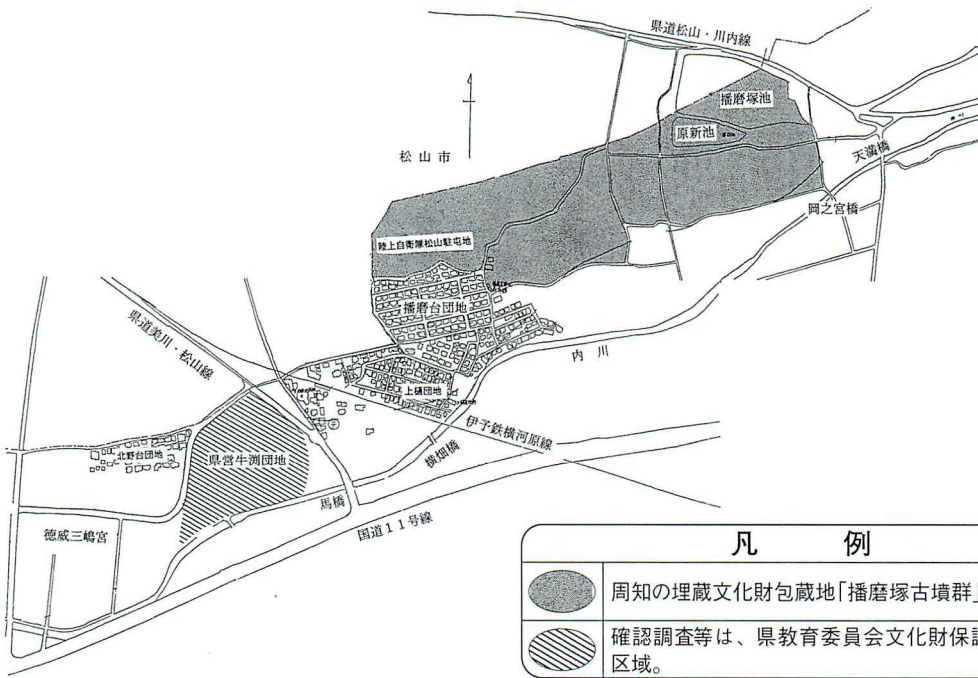 県道松山・川内線
播磨塚池
原新池
松山市
天満橋
岡之宮橋
陸上自衛隊松山駐屯地
播磨台団地
県道美川・松山線
内川
上樋団地
伊予鉄横河原線
横畑橋
北野台団地
県営牛渕団地
馬橋
国道11号線
徳威三嶋宮
凡例
周知の埋蔵文化財包蔵地「播磨塚古墳群」
確認調査等は、県教育委員会文化財保
区域。